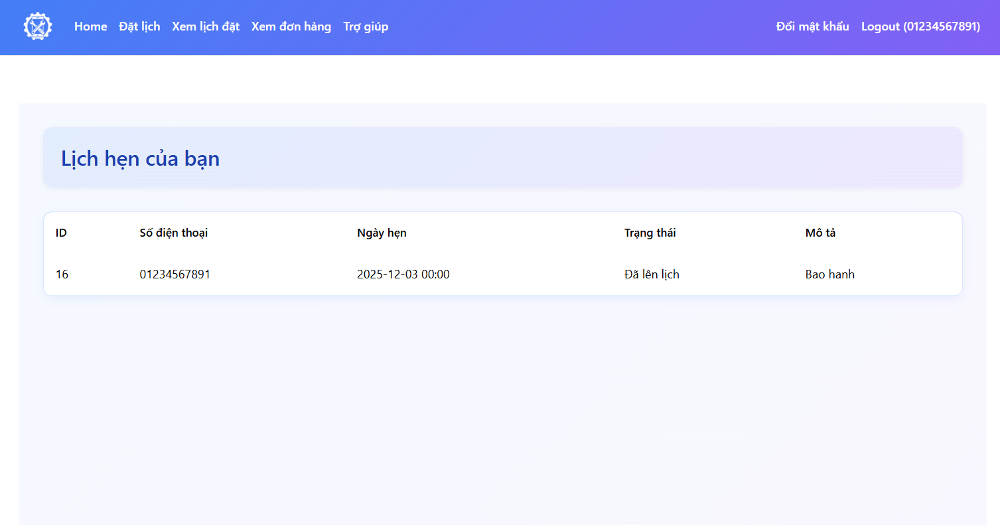 Home Đặt lịch Xem lịch đặt Xem đơn hàng Trợ giúp Đổi mật khẩu Logout (01234567891)
Lịch hẹn của bạn
ID Số điện thoại Ngày hẹn Trạng thái Mô tả
16 01234567891 2025-12-03 00:00 Đã lên lịch Bao hanh